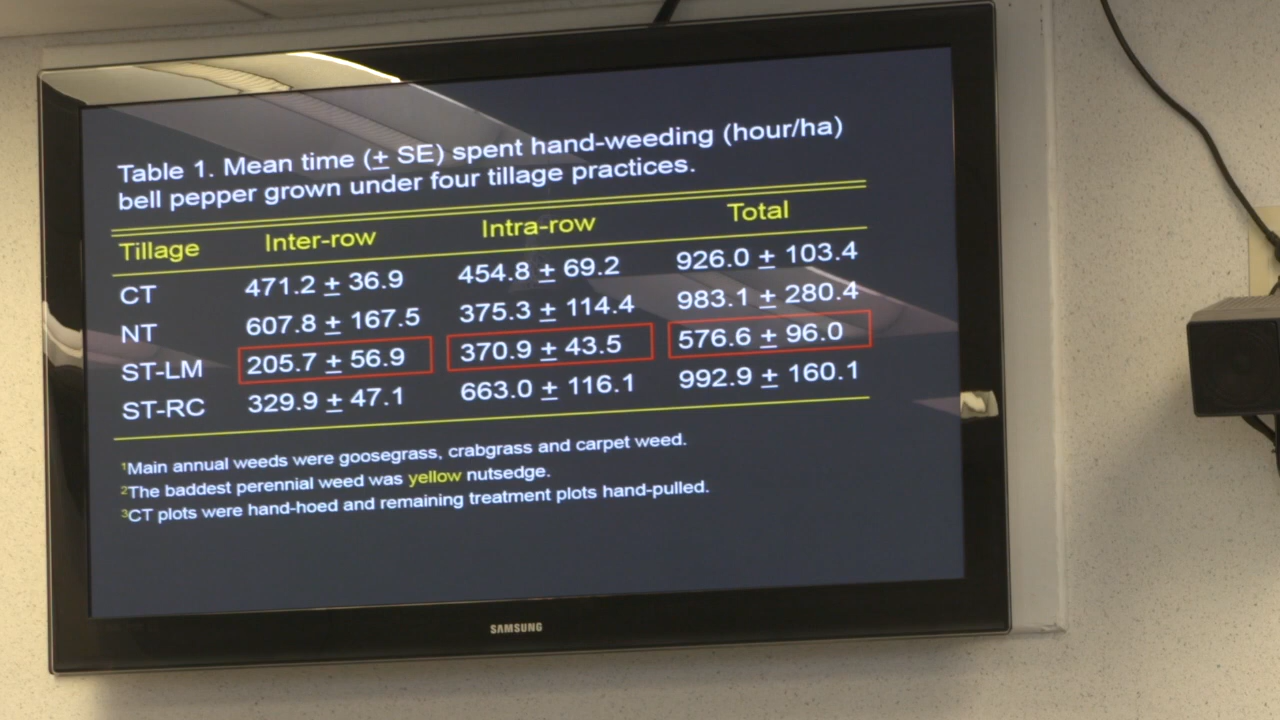 Table 1. Mean time (± SE) spent hand-weeding (hour/ha)
bell pepper grown under four tillage practices.
Tillage Inter-row Intra-row Total
CT 471.2 ± 36.9 454.8 ± 69.2 926.0 ± 103.4
NT 607.8 ± 167.5 375.3 ± 114.4 983.1 ± 280.4
ST-LM 205.7 ± 56.9 370.9 ± 43.5 576.6 ± 96.0
ST-RC 329.9 ± 47.1 663.0 ± 116.1 992.9 ± 160.1
¹Main annual weeds were goosegrass, crabgrass and carpet weed.
²The baddest perennial weed was yellow nutsedge.
³CT plots were hand-hoed and remaining treatment plots hand-pulled.
SAMSUNG